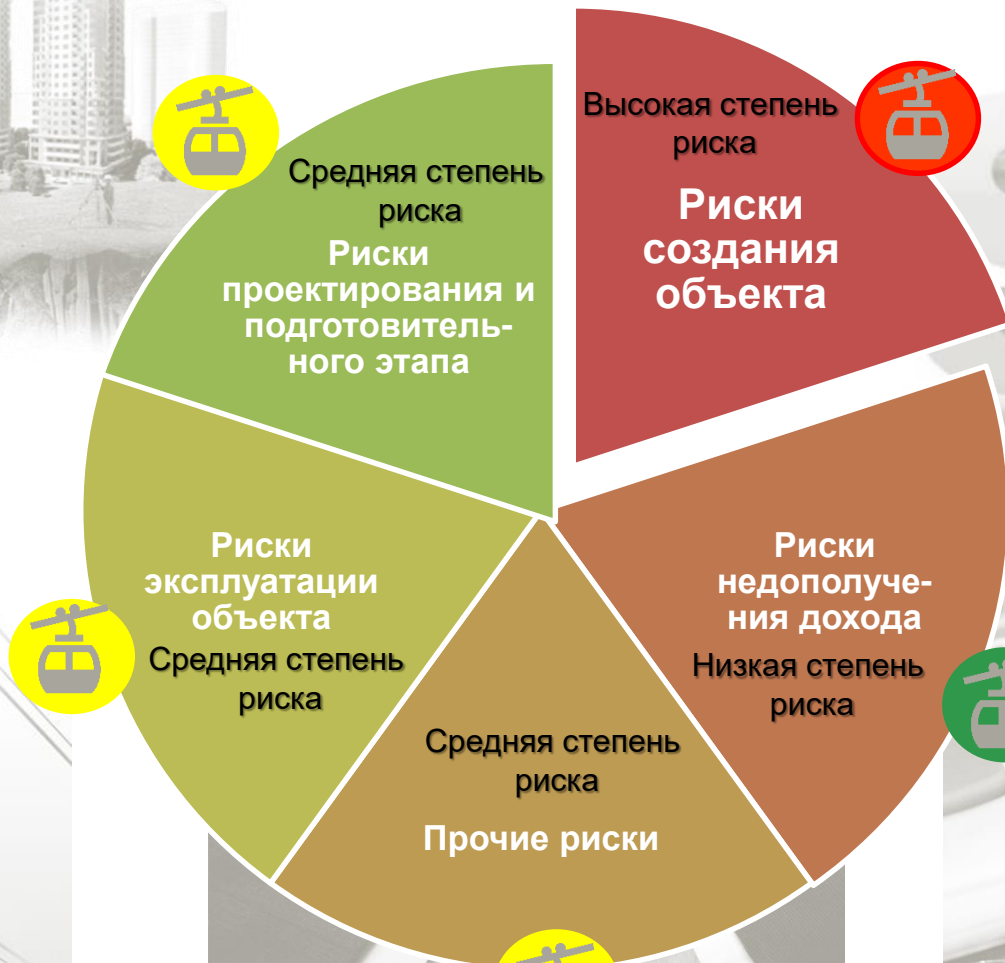 Высокая степень
риска
Риски
создания
объекта
Средняя степень
риска
Риски
проектирования и
подготовитель-
ного этапа
Риски
эксплуатации
объекта
Средняя степень
риска
Риски
недополуче-
ния дохода
Низкая степень
риска
Средняя степень
риска
Прочие риски